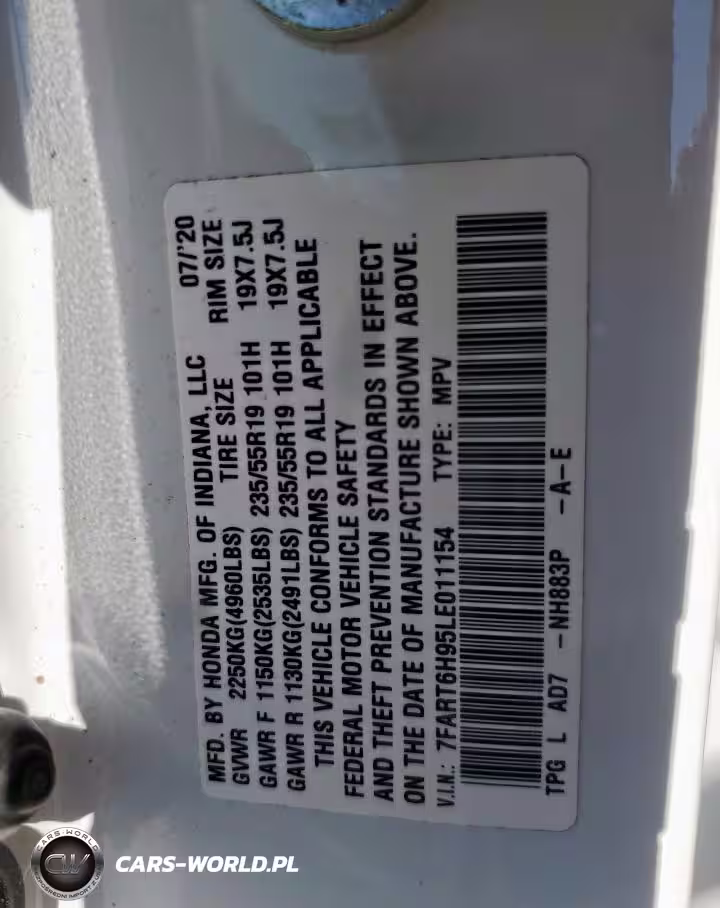 MFD. BY HONDA MFG. OF INDIANA, LLC 07/'20
GVWR 2250KG(4960LBS) TIRE SIZE RIM SIZE
GAWR F 1150KG(2535LBS) 235/55R19 101H 19X7.5J
GAWR R 1130KG(2491LBS) 235/55R19 101H 19X7.5J
THIS VEHICLE CONFORMS TO ALL APPLICABLE
FEDERAL MOTOR VEHICLE SAFETY
AND THEFT PREVENTION STANDARDS IN EFFECT
ON THE DATE OF MANUFACTURE SHOWN ABOVE.
V.I.N.: 7FART6H95LE011154 TYPE: MPV
TPG L AD7 -NH883P -A-E
CARS-WORLD
CW
CARS-WORLD.PL